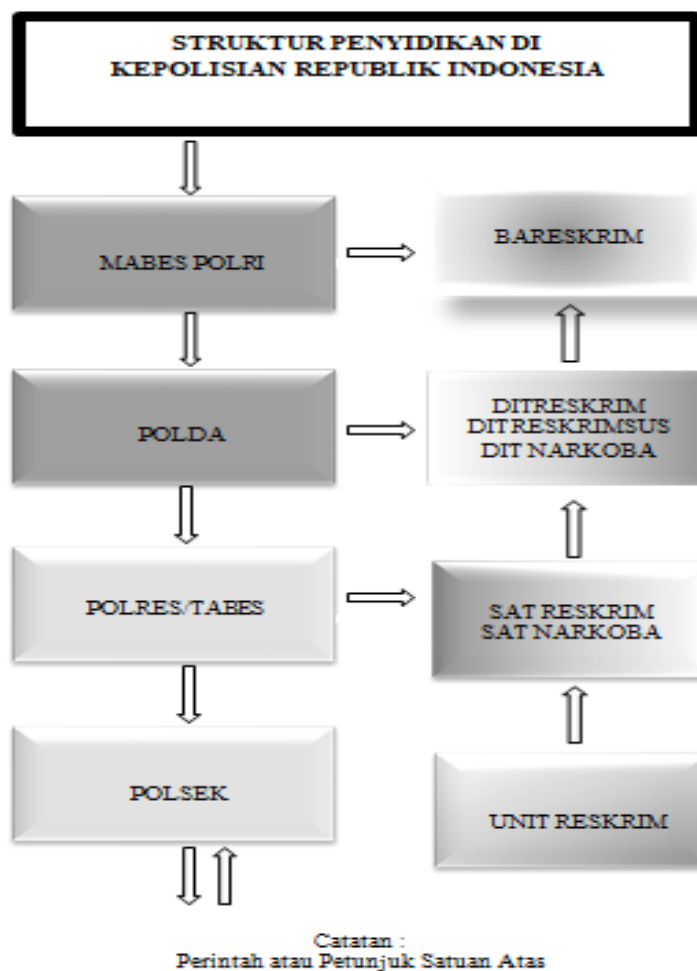 STRUKTUR PENYIDIKAN DI
KEPOLISIAN REPUBLIK INDONESIA
MABES POLRI
BARESKRIM
POLDA
DITRESKRIM
DITRESKRIMSUS
DIT NARKOBA
POLRES/TABES
SAT RESKRIM
SAT NARKOBA
POLSEK
UNIT RESKRIM
Catatan :
Perintah atau Petunjuk Satuan Atas